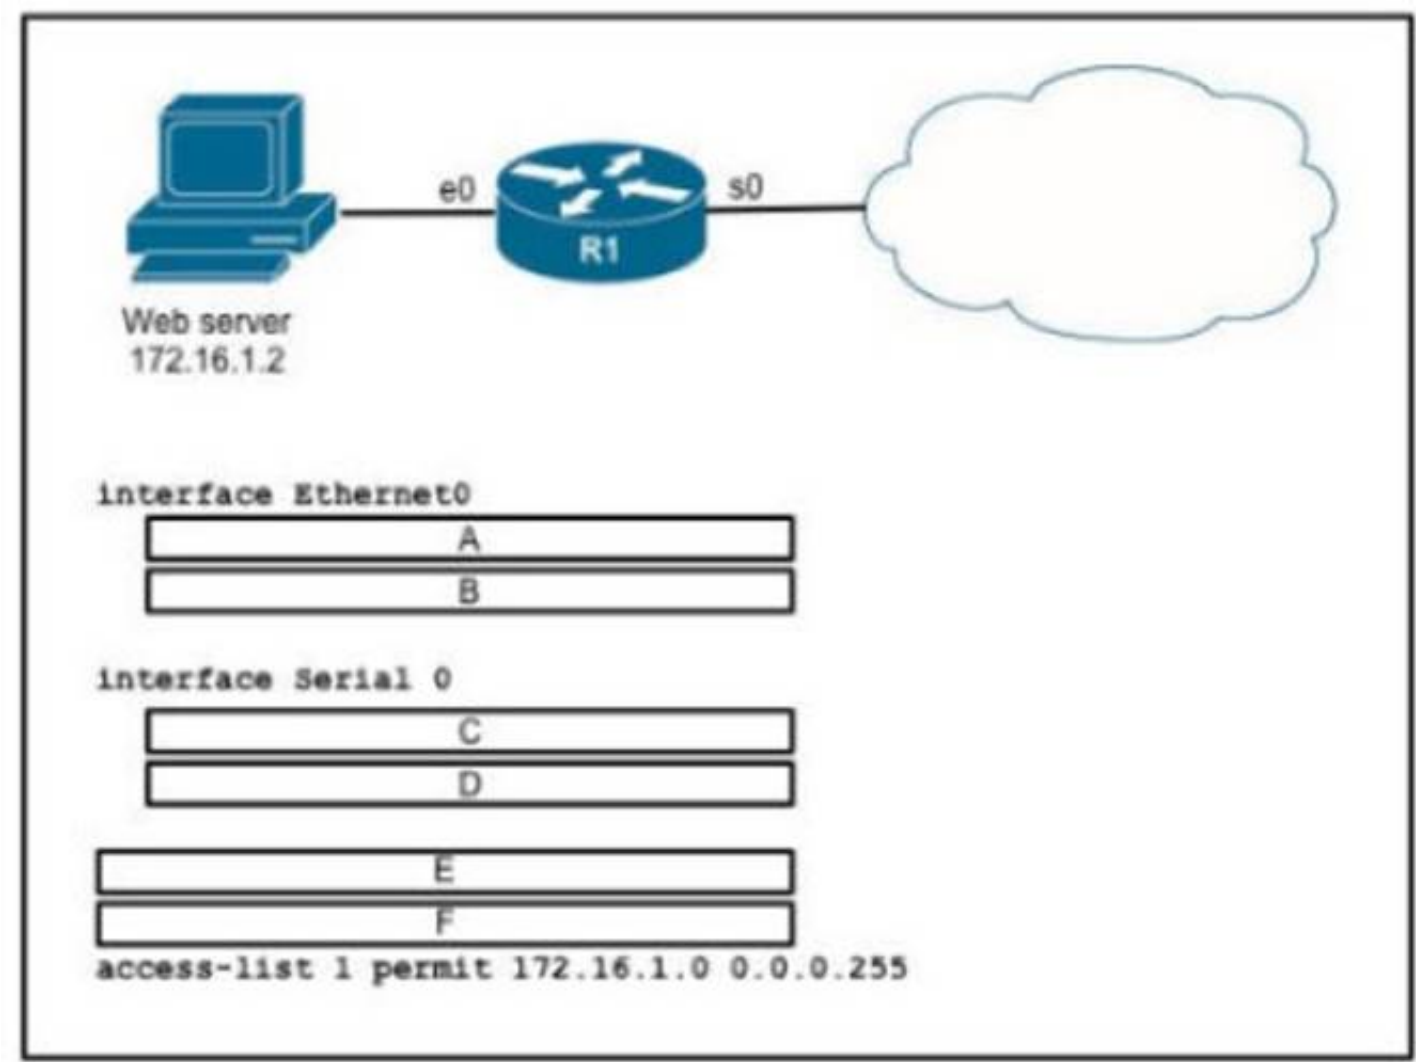 e0
s0
R1
Web server
172.16.1.2
interface Ethernet0
A
B
interface Serial 0
C
D
E
F
access-list 1 permit 172.16.1.0 0.0.0.255